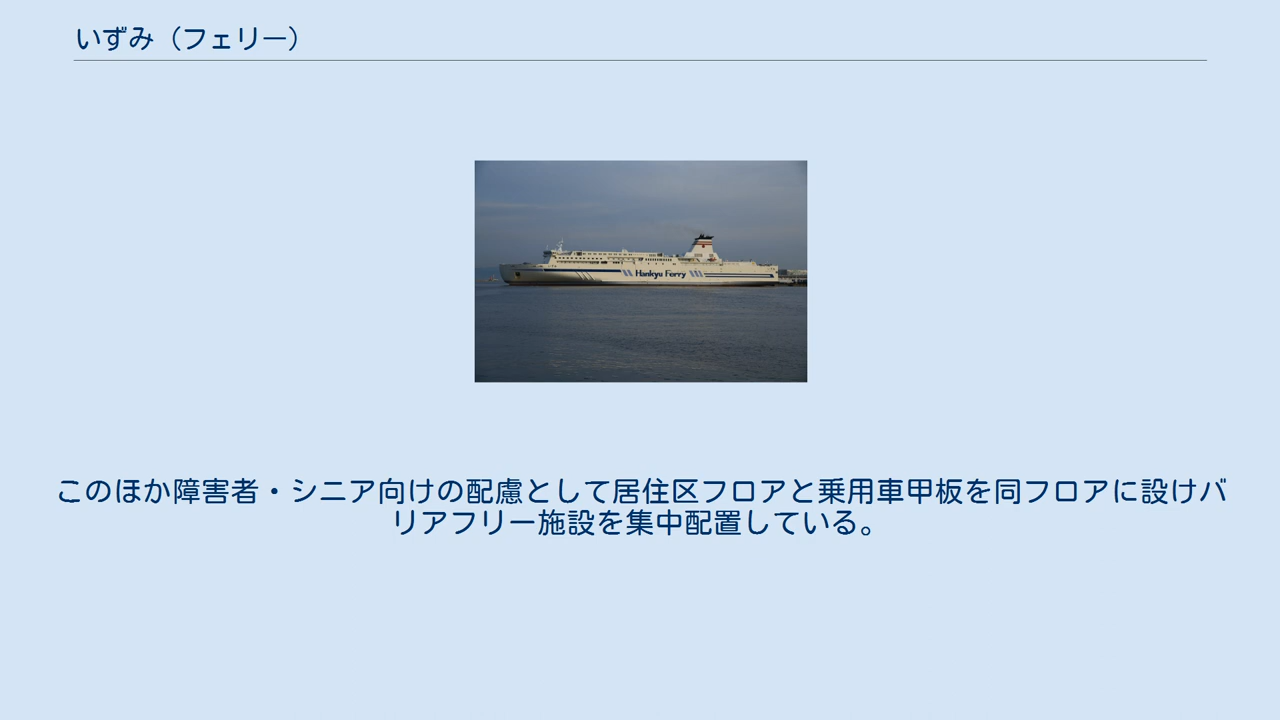 いずみ（フェリー）
Hankyu Ferry
このほか障害者・シニア向けの配慮として居住区フロアと乗用車甲板を同フロアに設けバ
リアフリー施設を集中配置している。